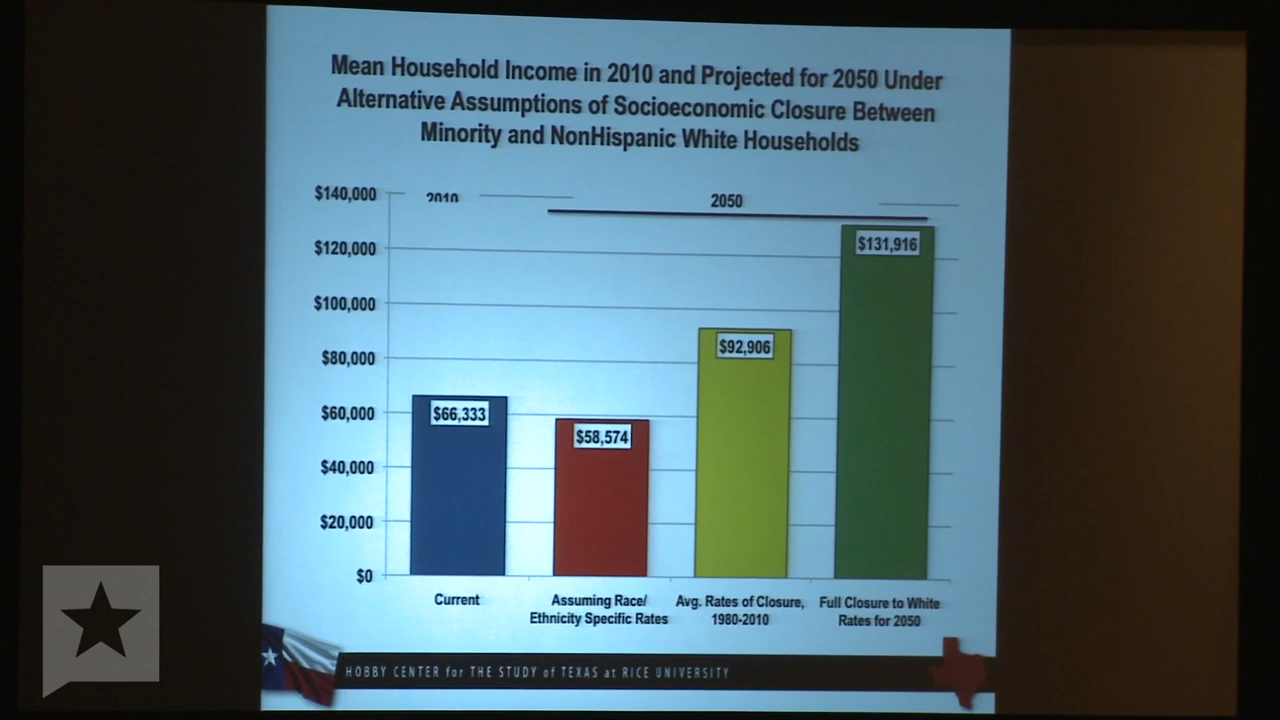 Mean Household Income in 2010 and Projected for 2050 Under
Alternative Assumptions of Socioeconomic Closure Between
Minority and NonHispanic White Households
2010
2050
$140,000
$120,000
$100,000
$80,000
$60,000
$40,000
$20,000
$0
$66,333
$58,574
$92,906
$131,916
Current
Assuming Race/
Ethnicity Specific Rates
Avg. Rates of Closure,
1980-2010
Full Closure to White
Rates for 2050
HOBBY CENTER for THE STUDY of TEXAS at RICE UNIVERSITY